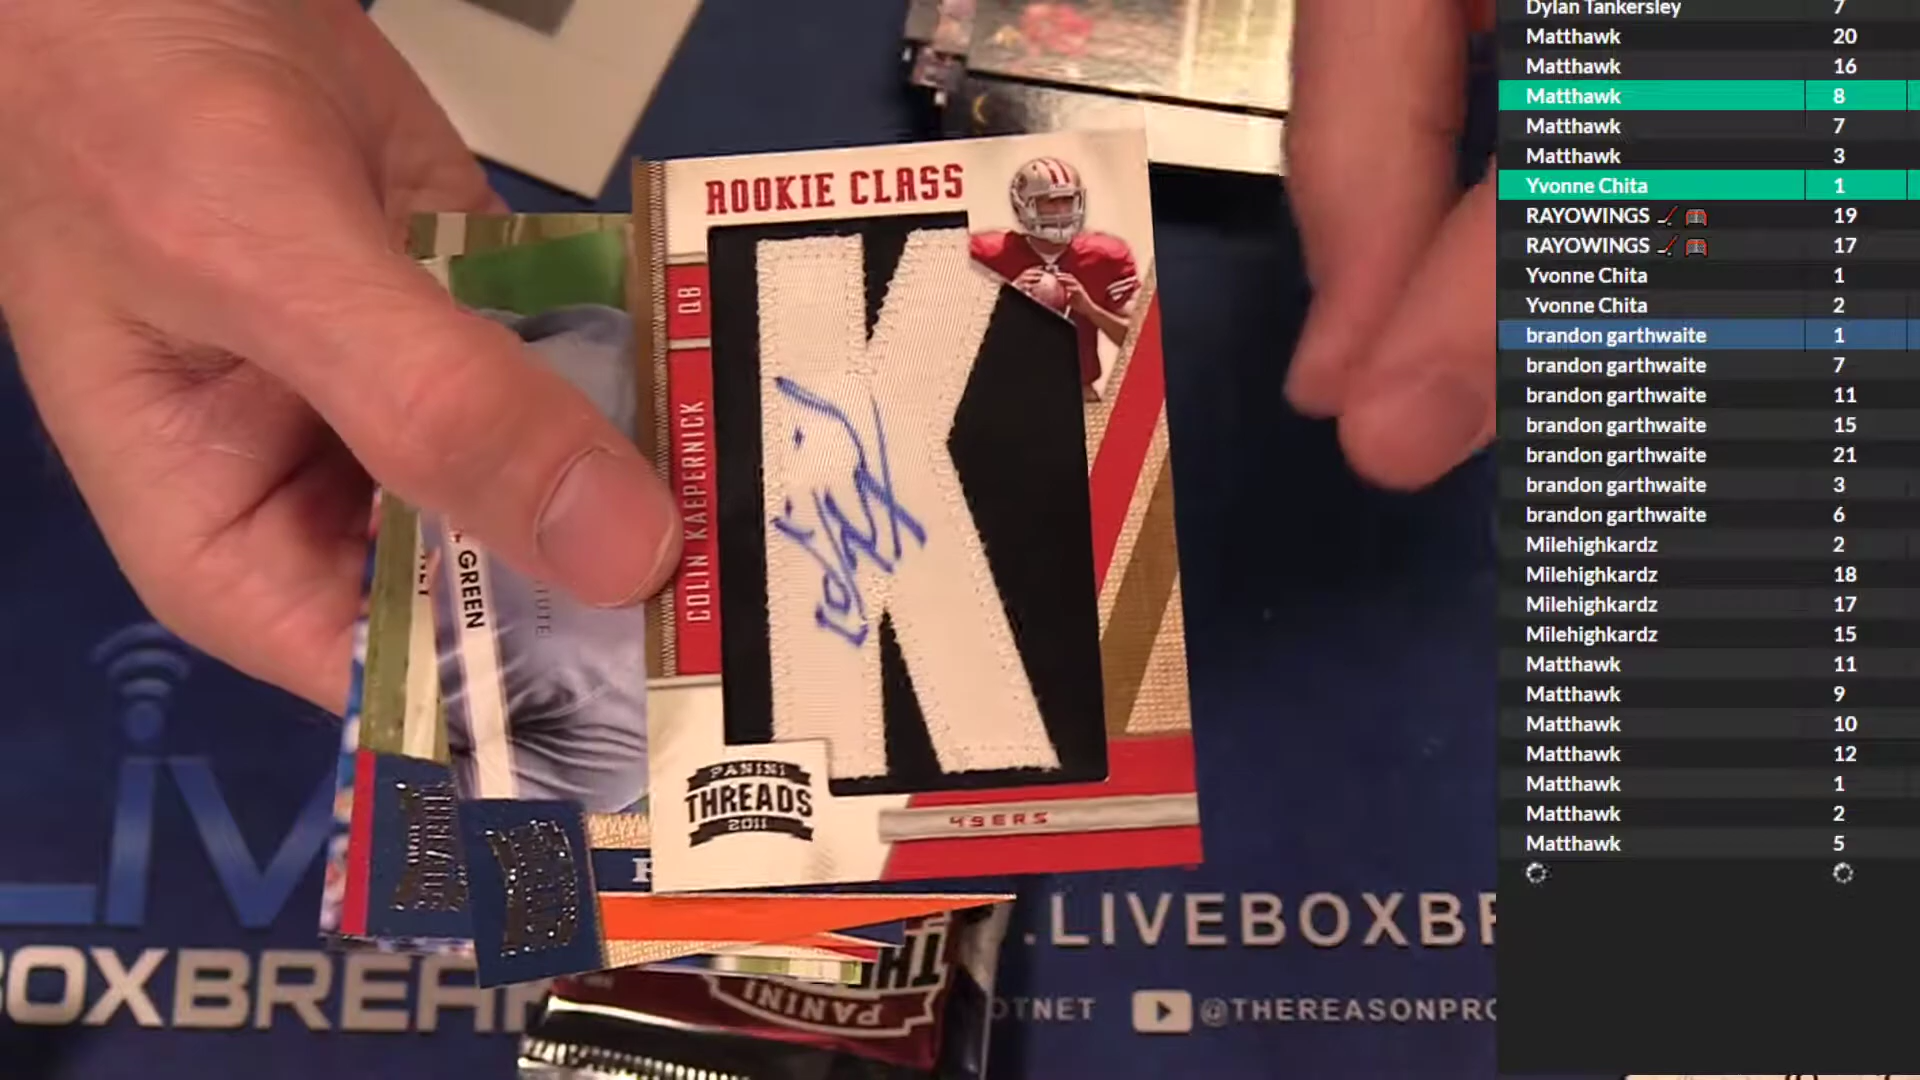 ROOKIE CLASS
QB
COLIN KAEPERNICK
PANINI
THREADS
2011
49ERS
GREEN
PANINI
LIV
BOXBREA
.LIVEBOXBR
OTNET
@THEREASONPRO
Dylan Tankersley 7
Matthawk 20
Matthawk 16
Matthawk 8
Matthawk 7
Matthawk 3
Yvonne Chita 1
RAYOWINGS 19
RAYOWINGS 17
Yvonne Chita 1
Yvonne Chita 2
brandon garthwaite 1
brandon garthwaite 7
brandon garthwaite 11
brandon garthwaite 15
brandon garthwaite 21
brandon garthwaite 3
brandon garthwaite 6
Milehighkardz 2
Milehighkardz 18
Milehighkardz 17
Milehighkardz 15
Matthawk 11
Matthawk 9
Matthawk 10
Matthawk 12
Matthawk 1
Matthawk 2
Matthawk 5